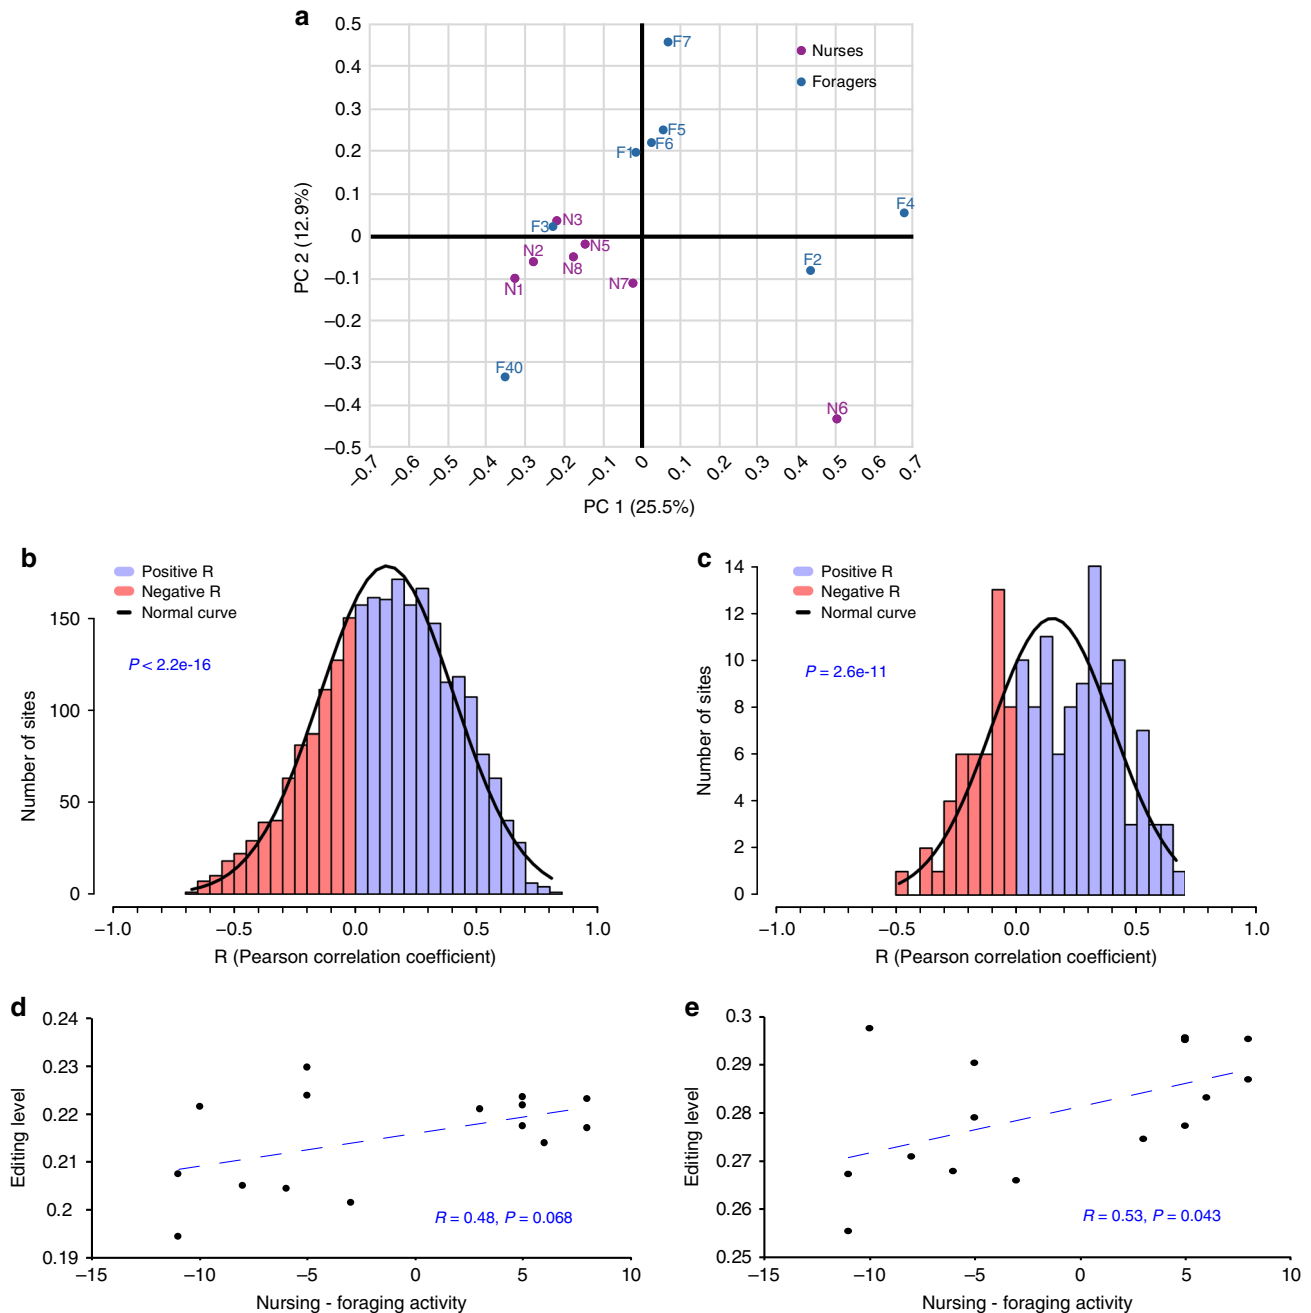 a
0.5
0.4
0.3
0.2
0.1
0
–0.1
–0.2
–0.3
–0.4
–0.5
PC 2 (12.9%)
Nurses
Foragers
F7
F5
F6
F1
F4
F3
N3
N2
N5
N8
N1
N7
F2
F40
N6
–0.7
–0.6
–0.5
–0.4
–0.3
–0.2
–0.1
0
0.1
0.2
0.3
0.4
0.5
0.6
0.7
PC 1 (25.5%)
b
Positive R
Negative R
Normal curve
P < 2.2e-16
150
100
50
0
Number of sites
–1.0 –0.5 0.0 0.5 1.0
R (Pearson correlation coefficient)
c
Positive R
Negative R
Normal curve
P = 2.6e-11
14
12
10
8
6
4
2
0
Number of sites
–1.0 –0.5 0.0 0.5 1.0
R (Pearson correlation coefficient)
d
0.24
0.23
0.22
0.21
0.2
0.19
Editing level
R = 0.48, P = 0.068
–15 –10 –5 0 5 10
Nursing - foraging activity
e
0.3
0.29
0.28
0.27
0.26
0.25
Editing level
R = 0.53, P = 0.043
–15 –10 –5 0 5 10
Nursing - foraging activity